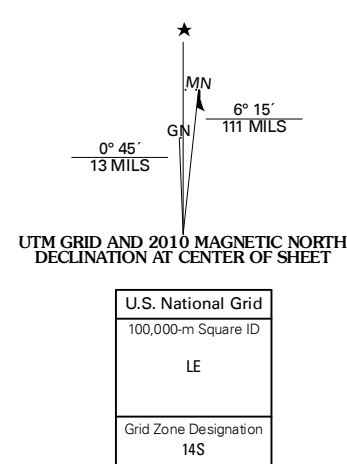 MN
GN
6° 15´
111 MILS
0° 45´
13 MILS
UTM GRID AND 2010 MAGNETIC NORTH
DECLINATION AT CENTER OF SHEET
U.S. National Grid
100,000-m Square ID
LE
Grid Zone Designation
14S